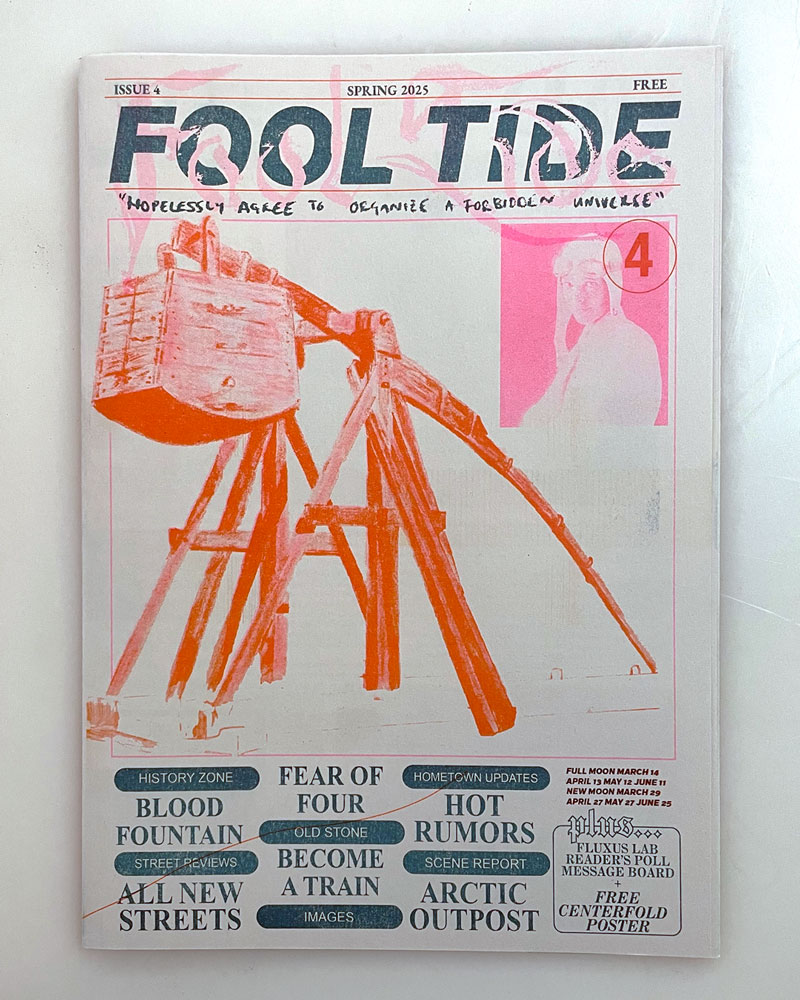 ISSUE 4
SPRING 2025
FREE
FOOL TIDE
"HOPELESSLY AGREE TO ORGANIZE A FORBIDDEN UNIVERSE"
4
HISTORY ZONE
BLOOD
FOUNTAIN
STREET REVIEWS
ALL NEW
STREETS
FEAR OF
FOUR
OLD STONE
BECOME
A TRAIN
IMAGES
HOMETOWN UPDATES
HOT
RUMORS
SCENE REPORT
ARCTIC
OUTPOST
FULL MOON MARCH 14
APRIL 13 MAY 12 JUNE 11
NEW MOON MARCH 29
APRIL 27 MAY 27 JUNE 25
plus...
FLUXUS LAB
READER'S POLL
MESSAGE BOARD
+
FREE
CENTERFOLD
POSTER